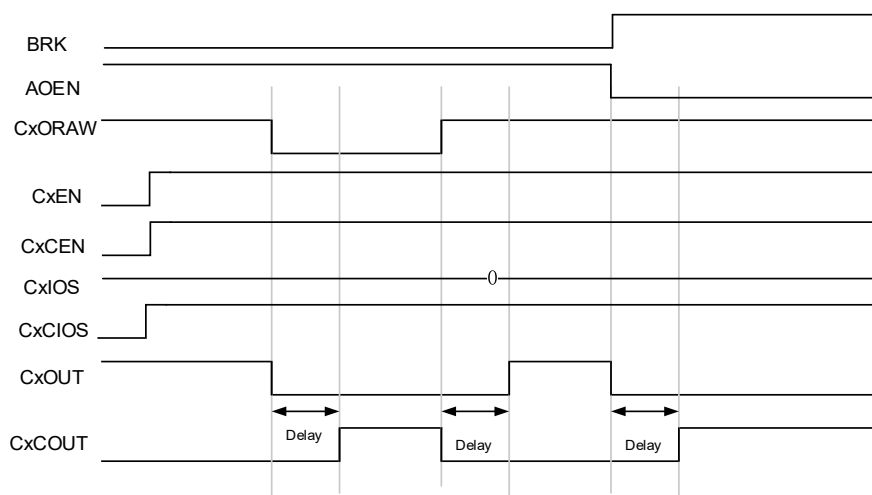 BRK
AOEN
CxORAW
CxEN
CxCEN
CxIOS
0
CxCIOS
CxOUT
Delay
Delay
Delay
CxCOUT